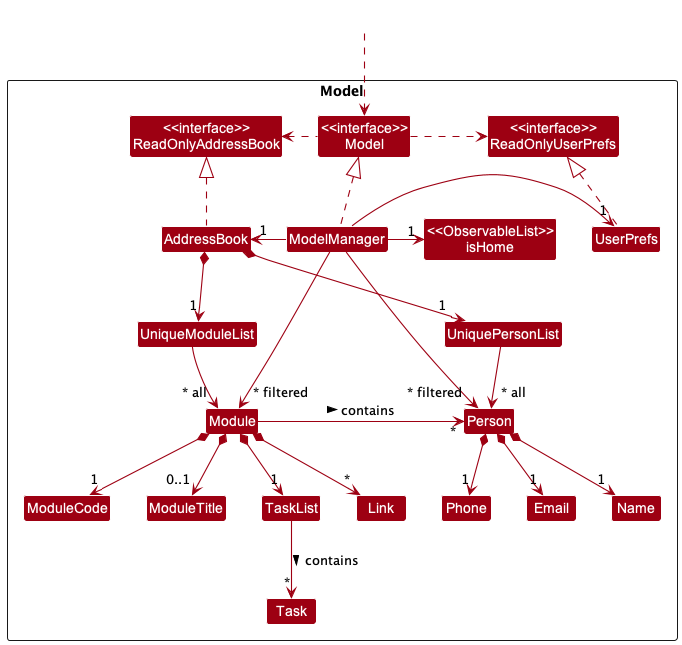 Model
<<interface>>
ReadOnlyAddressBook
<<interface>>
Model
<<interface>>
ReadOnlyUserPrefs
1
AddressBook
1
ModelManager
1
<<ObservableList>>
isHome
UserPrefs
1
1
UniqueModuleList
UniquePersonList
* all
* filtered
* filtered
* all
Module
contains
*
Person
1
0..1
1
*
1
1
1
ModuleCode
ModuleTitle
TaskList
Link
Phone
Email
Name
contains
*
Task